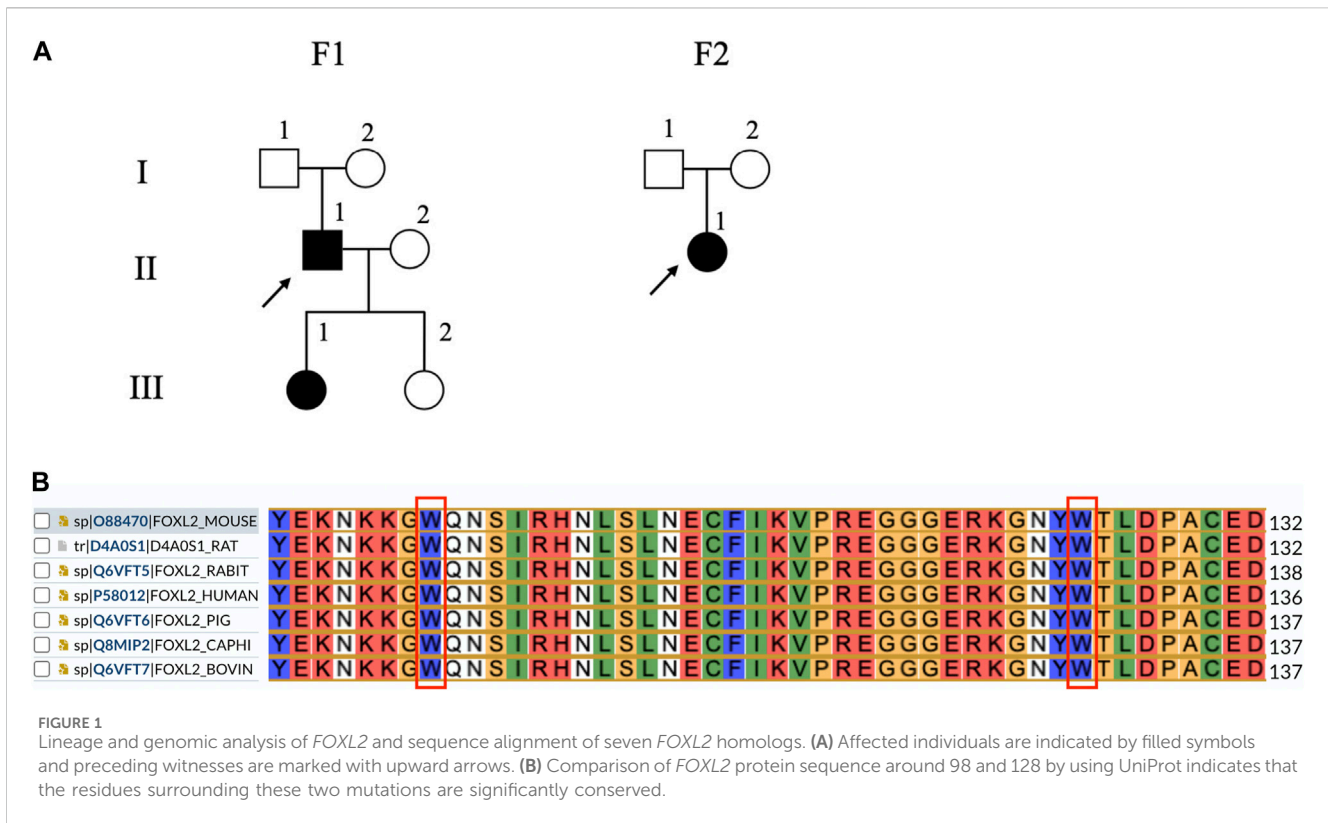 A
F1 F2
1 2 1 2
I
1 2 1
II
1 2
III
B
sp|O88470|FOXL2_MOUSE YEKNKKGWQNSIRHNLSLNECFIKVPREGGGERKGNYWTLDPACED 132
tr|D4A0S1|D4A0S1_RAT YEKNKKGWQNSIRHNLSLNECFIKVPREGGGERKGNYWTLDPACED 132
sp|Q6VFT5|FOXL2_RABIT YEKNKKGWQNSIRHNLSLNECFIKVPREGGGERKGNYWTLDPACED 138
sp|P58012|FOXL2_HUMAN YEKNKKGWQNSIRHNLSLNECFIKVPREGGGERKGNYWTLDPACED 136
sp|Q6VFT6|FOXL2_PIG YEKNKKGWQNSIRHNLSLNECFIKVPREGGGERKGNYWTLDPACED 137
sp|Q8MIP2|FOXL2_CAPHI YEKNKKGWQNSIRHNLSLNECFIKVPREGGGERKGNYWTLDPACED 137
sp|Q6VFT7|FOXL2_BOVIN YEKNKKGWQNSIRHNLSLNECFIKVPREGGGERKGNYWTLDPACED 137
FIGURE 1
Lineage and genomic analysis of FOXL2 and sequence alignment of seven FOXL2 homologs. (A) Affected individuals are indicated by filled symbols
and preceding witnesses are marked with upward arrows. (B) Comparison of FOXL2 protein sequence around 98 and 128 by using UniProt indicates that
the residues surrounding these two mutations are significantly conserved.